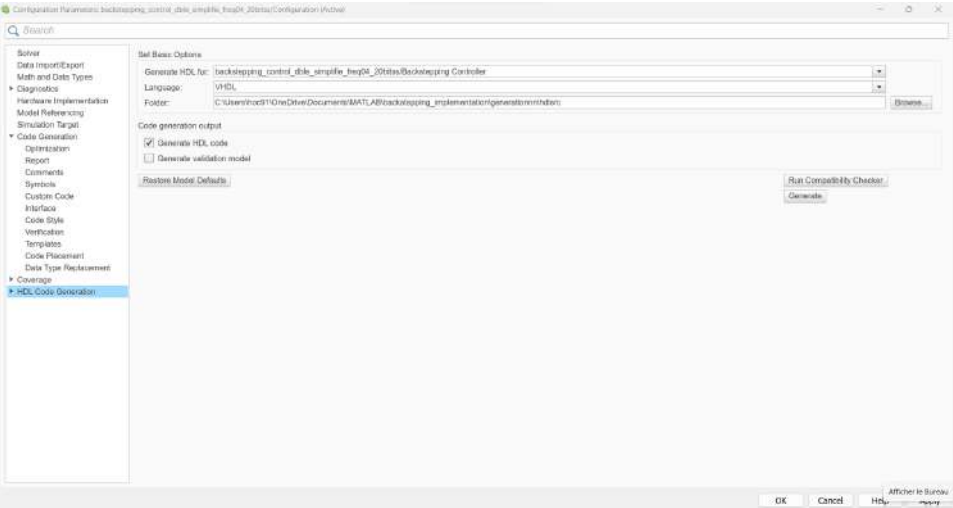 Configuration Parameters: backstepping_control_dble_simplifie_freq04_20bitss/Configuration (Active)
Search
Solver
Data Import/Export
Math and Data Types
Diagnostics
Hardware Implementation
Model Referencing
Simulation Target
Code Generation
Optimization
Report
Comments
Symbols
Custom Code
Interface
Code Style
Verification
Templates
Code Placement
Data Type Replacement
Coverage
HDL Code Generation
Set Basic Options
Generate HDL for: backstepping_control_dble_simplifie_freq04_20bitss/Backstepping Controller
Language: VHDL
Folder: Browse...
Code generation output
Generate HDL code
Generate validation model
Restore Model Defaults
Run Compatibility Checker
Generate
OK Cancel Help Apply
Afficher le Bureau